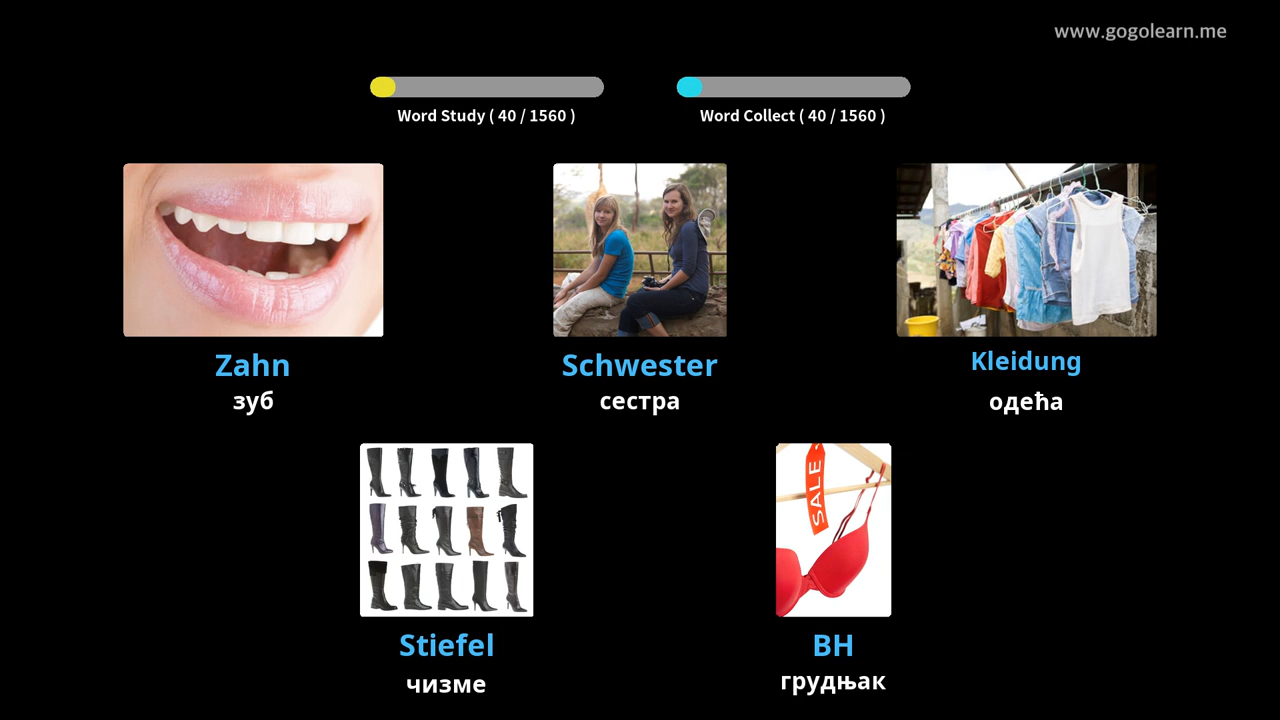 www.gogolearn.me
Word Study ( 40 / 1560 )
Word Collect ( 40 / 1560 )
Zahn
зуб
Schwester
сестра
Kleidung
одећа
SALE
Stiefel
чизме
BH
грудњак